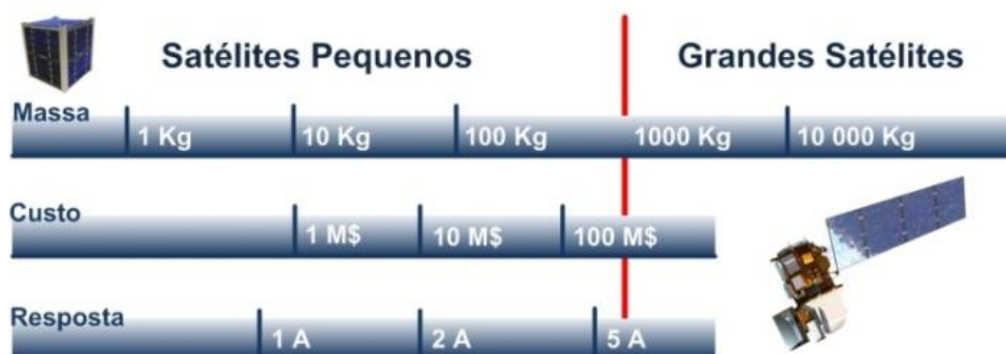 Satélites Pequenos
Grandes Satélites
Massa
1 Kg 10 Kg 100 Kg 1000 Kg 10 000 Kg
Custo
1 M$ 10 M$ 100 M$
Resposta
1 A 2 A 5 A